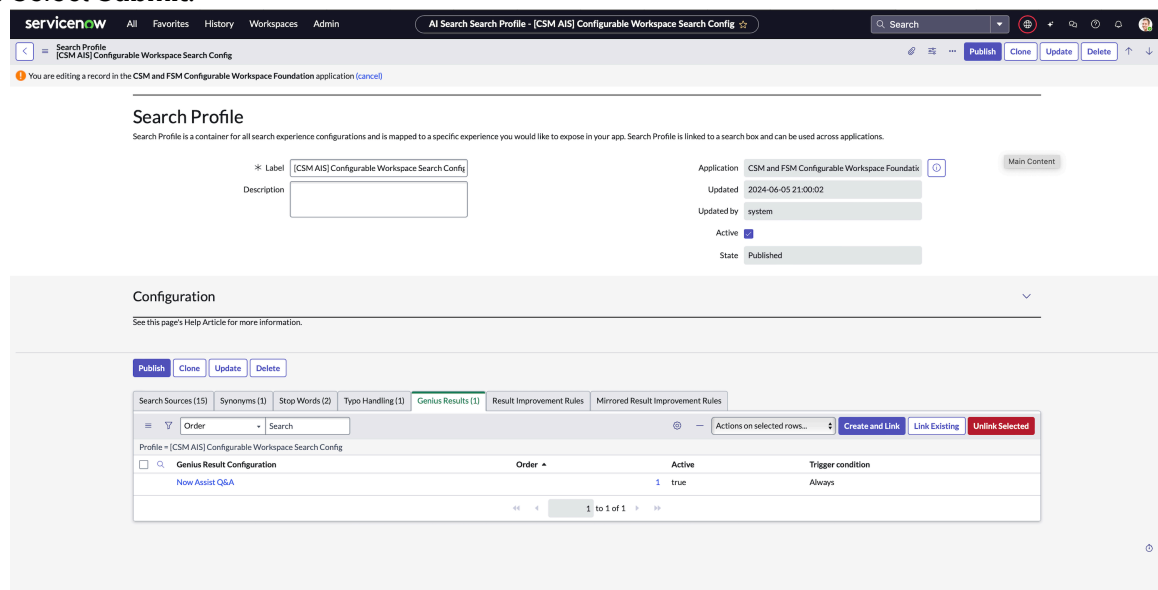 Select Submit.
servicenow All Favorites History Workspaces Admin AI Search Search Profile - [CSM AIS] Configurable Workspace Search Config Search
Search Profile
[CSM AIS] Configurable Workspace Search Config
Publish Clone Update Delete
You are editing a record in the CSM and FSM Configurable Workspace Foundation application (cancel)
Search Profile
Search Profile is a container for all search experience configurations and is mapped to a specific experience you would like to expose in your app. Search Profile is linked to a search box and can be used across applications.
Label [CSM AIS] Configurable Workspace Search Config
Description
Application CSM and FSM Configurable Workspace Foundatic
Main Content
Updated 2024-06-05 21:00:02
Updated by system
Active
State Published
Configuration
See this page's Help Article for more information.
Publish Clone Update Delete
Search Sources (15) Synonyms (1) Stop Words (2) Typo Handling (1) Genius Results (1) Result Improvement Rules Mirrored Result Improvement Rules
Order Search Actions on selected rows... Create and Link Link Existing Unlink Selected
Profile = [CSM AIS] Configurable Workspace Search Config
Genius Result Configuration Order Active Trigger condition
Now Assist Q&A 1 true Always
1 to 1 of 1